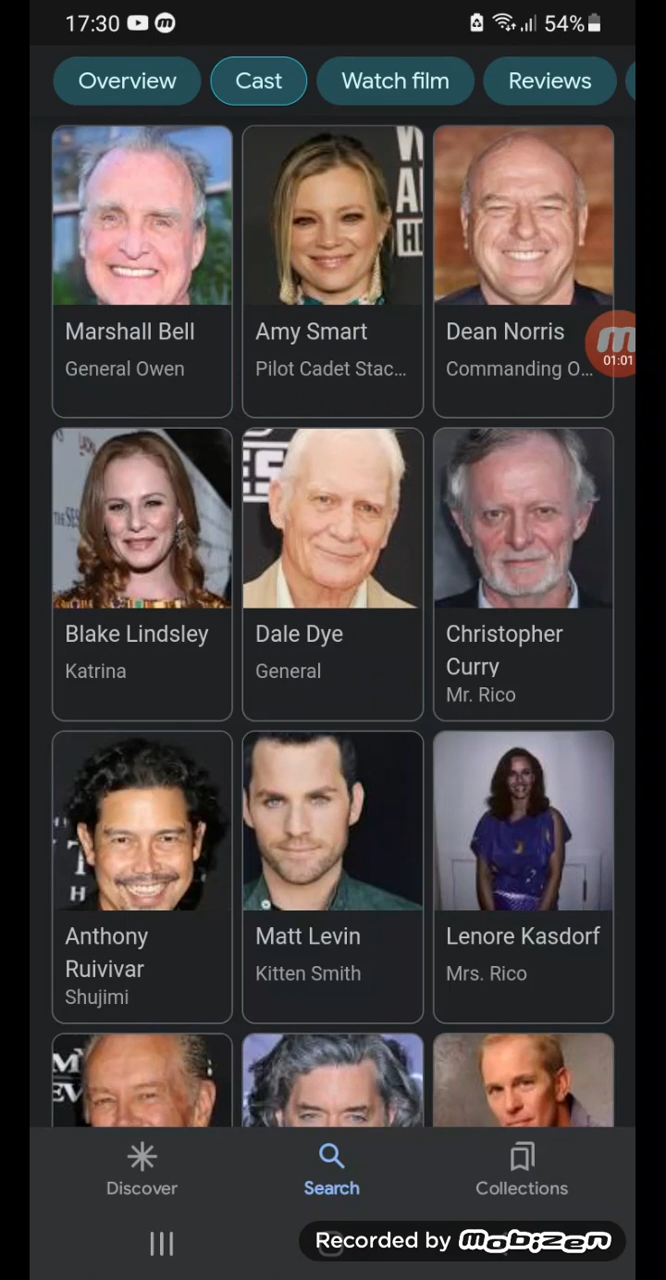 17:30
54%
Overview
Cast
Watch film
Reviews
Marshall Bell
General Owen
Amy Smart
Pilot Cadet Stac...
Dean Norris
Commanding O...
01:01
Blake Lindsley
Katrina
Dale Dye
General
Christopher
Curry
Mr. Rico
Anthony
Ruivivar
Shujimi
Matt Levin
Kitten Smith
Lenore Kasdorf
Mrs. Rico
Discover
Search
Collections
Recorded by mobizen